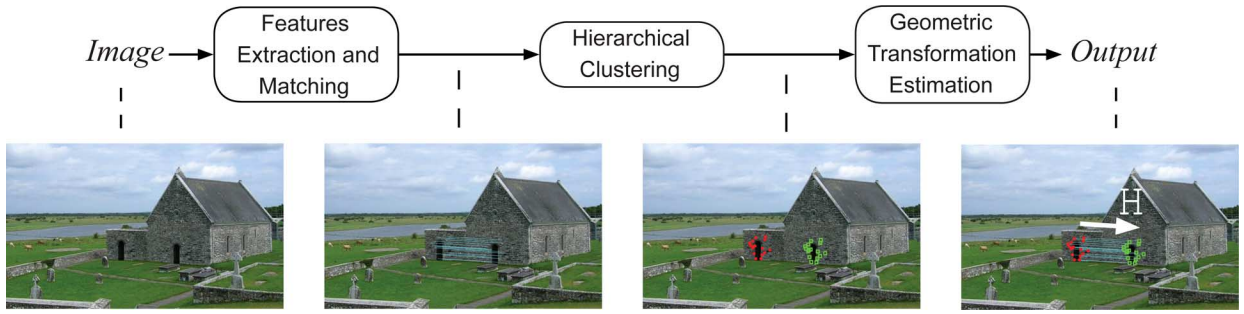 Image
Features
Extraction and
Matching
Hierarchical
Clustering
Geometric
Transformation
Estimation
Output
H